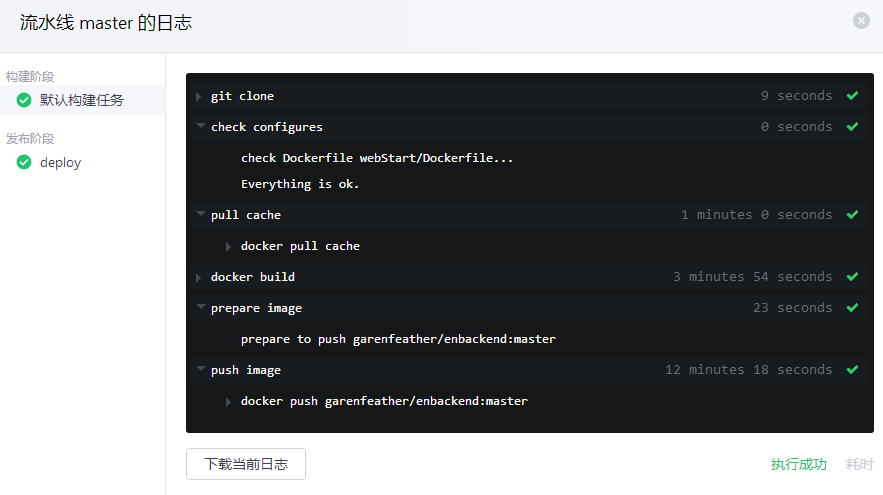 流水线 master 的日志
构建阶段
默认构建任务
发布阶段
deploy
git clone 9 seconds
check configures 0 seconds
check Dockerfile webStart/Dockerfile...
Everything is ok.
pull cache 1 minutes 0 seconds
docker pull cache
docker build 3 minutes 54 seconds
prepare image 23 seconds
prepare to push garenfeather/enbackend:master
push image 12 minutes 18 seconds
docker push garenfeather/enbackend:master
下载当前日志 执行成功 耗时